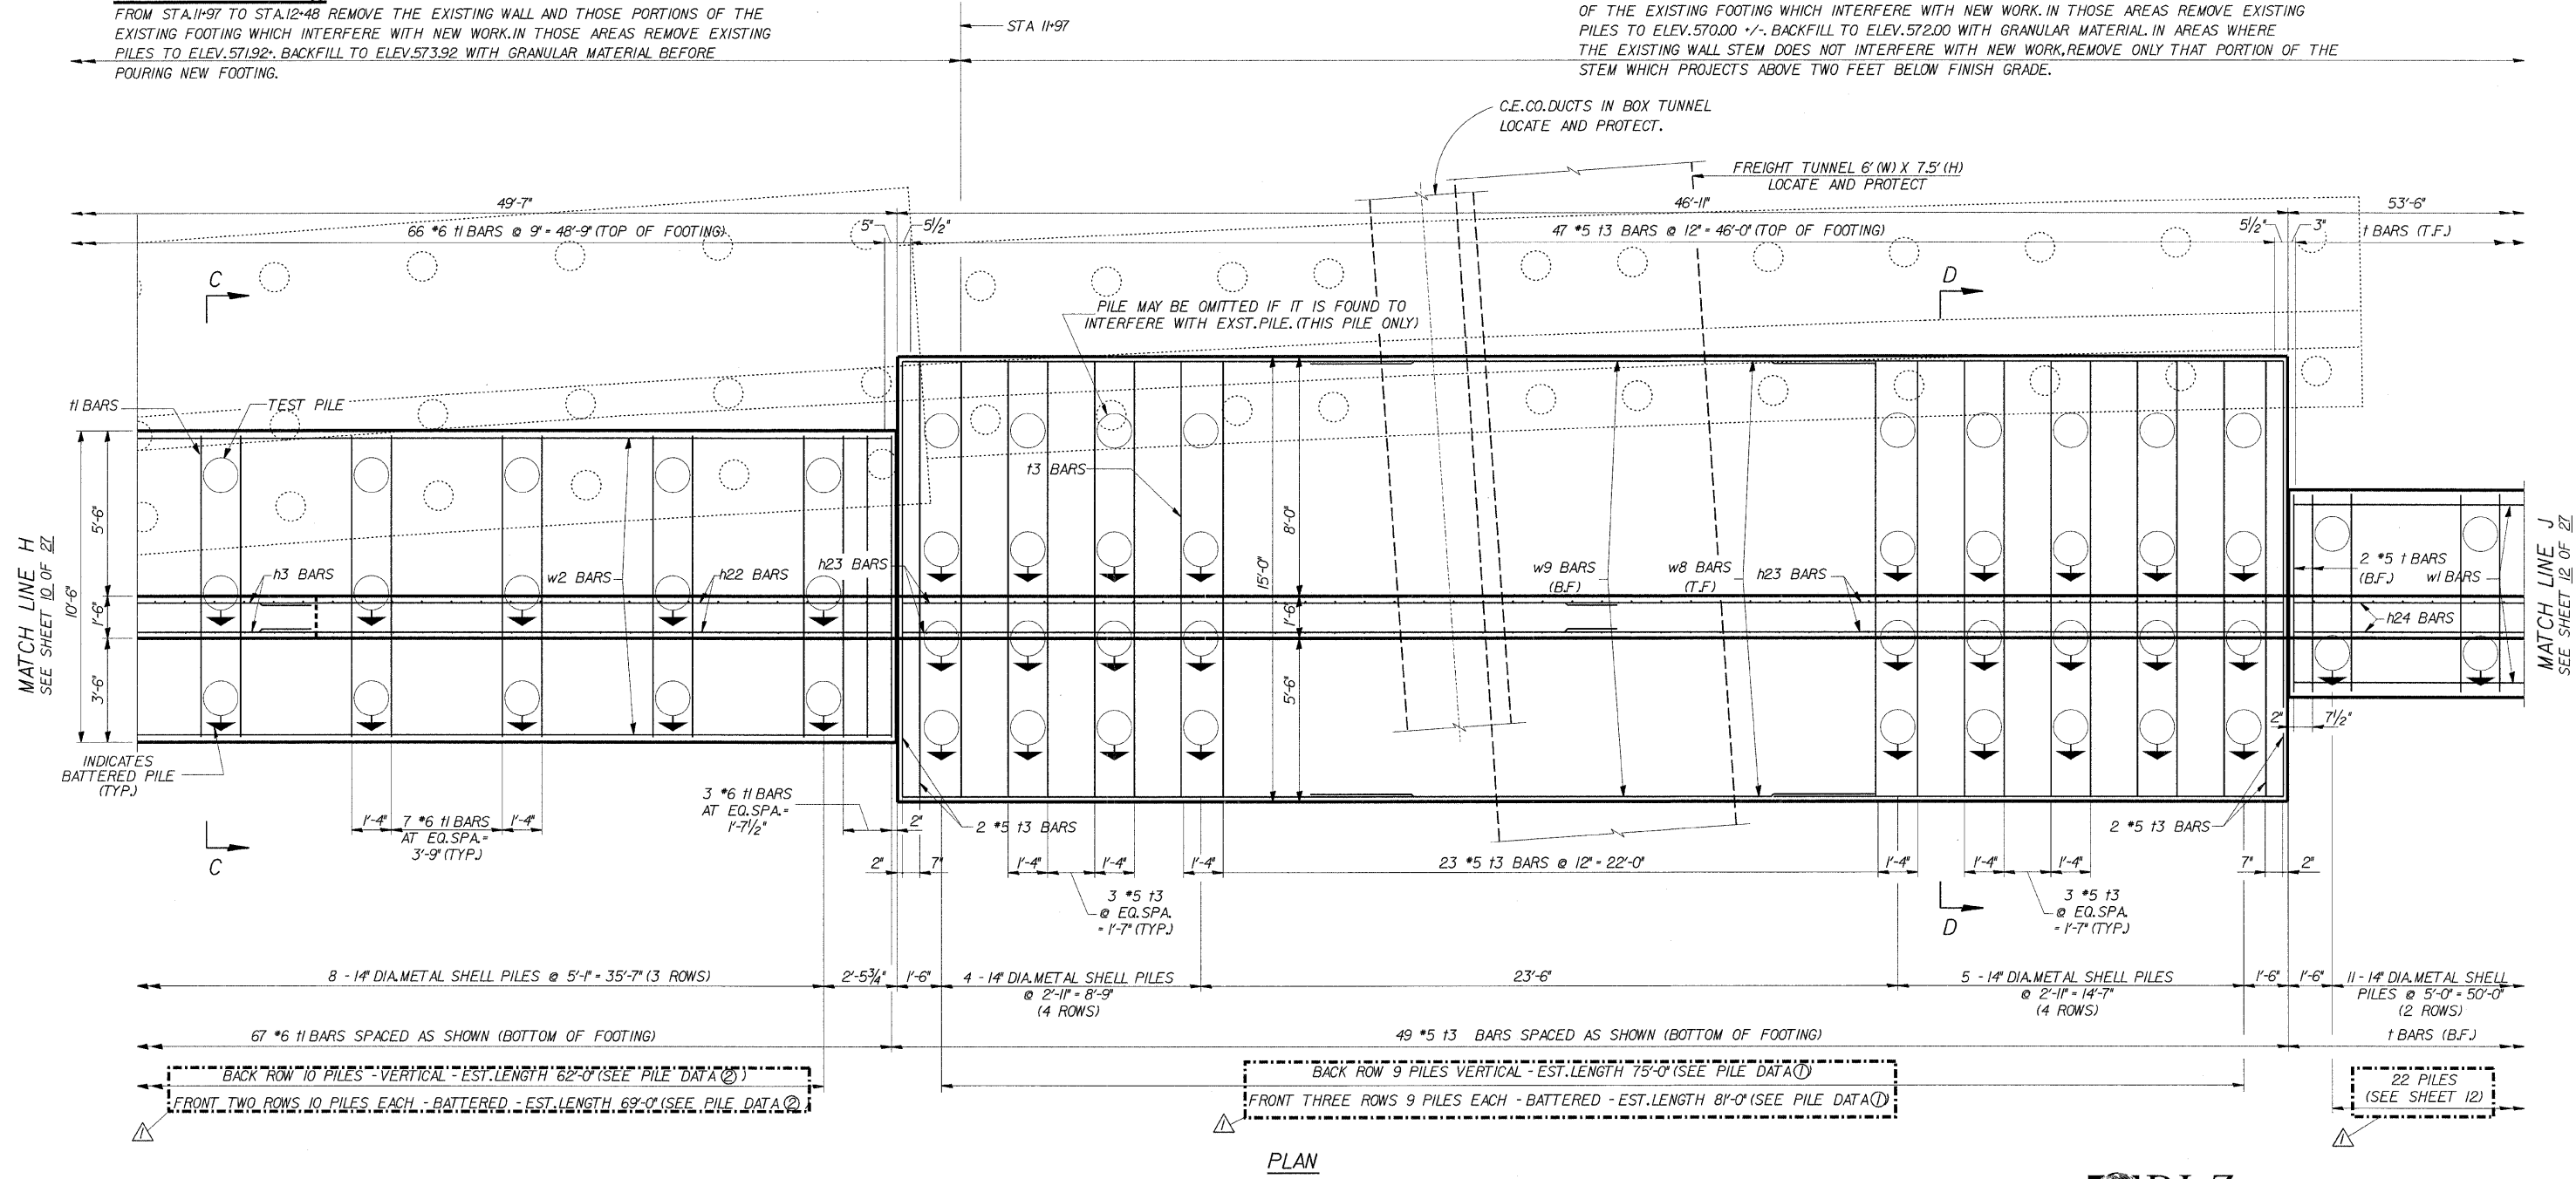 FROM STA.11+97 TO STA.12+48 REMOVE THE EXISTING WALL AND THOSE PORTIONS OF THE
EXISTING FOOTING WHICH INTERFERE WITH NEW WORK.IN THOSE AREAS REMOVE EXISTING
PILES TO ELEV.571.92+. BACKFILL TO ELEV.573.92 WITH GRANULAR MATERIAL BEFORE
POURING NEW FOOTING.
STA 11+97
OF THE EXISTING FOOTING WHICH INTERFERE WITH NEW WORK. IN THOSE AREAS REMOVE EXISTING
PILES TO ELEV.570.00 +/-. BACKFILL TO ELEV.572.00 WITH GRANULAR MATERIAL. IN AREAS WHERE
THE EXISTING WALL STEM DOES NOT INTERFERE WITH NEW WORK,REMOVE ONLY THAT PORTION OF THE
STEM WHICH PROJECTS ABOVE TWO FEET BELOW FINISH GRADE.
C.E.CO.DUCTS IN BOX TUNNEL
LOCATE AND PROTECT.
FREIGHT TUNNEL 6' (W) X 7.5' (H)
LOCATE AND PROTECT
49'-7"
46'-11"
53'-6"
66 #6 t1 BARS @ 9" = 48'-9" (TOP OF FOOTING)
5"
5½"
47 #5 t3 BARS @ 12" = 46'-0" (TOP OF FOOTING)
5½"
3"
t BARS (T.F.)
C
D
PILE MAY BE OMITTED IF IT IS FOUND TO
INTERFERE WITH EXST.PILE. (THIS PILE ONLY)
t1 BARS
TEST PILE
t3 BARS
MATCH LINE H
SEE SHEET 10 OF 27
10'-6"
5'-6"
1'-6"
3'-6"
h3 BARS
w2 BARS
h22 BARS
h23 BARS
15'-0"
8'-0"
1'-6"
5'-6"
w9 BARS
(B.F)
w8 BARS
(T.F)
h23 BARS
2 #5 t BARS
(B.F.)
w1 BARS
h24 BARS
MATCH LINE J
SEE SHEET 12 OF 27
2"
7½"
INDICATES
BATTERED PILE
(TYP.)
C
1'-4"
7 #6 t1 BARS
AT EQ.SPA.=
3'-9" (TYP.)
1'-4"
3 #6 t1 BARS
AT EQ.SPA.=
1'-7½"
2"
2 #5 t3 BARS
2 #5 t3 BARS
2"
7"
1'-4"
1'-4"
1'-4"
23 #5 t3 BARS @ 12" = 22'-0"
1'-4"
1'-4"
1'-4"
7"
2"
3 #5 t3
@ EQ.SPA.
= 1'-7" (TYP.)
3 #5 t3
@ EQ.SPA.
= 1'-7" (TYP.)
D
8 - 14" DIA.METAL SHELL PILES @ 5'-1" = 35'-7" (3 ROWS)
2'-5¾"
1'-6"
4 - 14" DIA.METAL SHELL PILES
@ 2'-11" = 8'-9"
(4 ROWS)
23'-6"
5 - 14" DIA.METAL SHELL PILES
@ 2'-11" = 14'-7"
(4 ROWS)
1'-6"
1'-6"
11 - 14" DIA.METAL SHELL
PILES @ 5'-0" = 50'-0"
(2 ROWS)
67 #6 t1 BARS SPACED AS SHOWN (BOTTOM OF FOOTING)
49 #5 t3 BARS SPACED AS SHOWN (BOTTOM OF FOOTING)
t BARS (B.F.)
BACK ROW 10 PILES - VERTICAL - EST.LENGTH 62'-0" (SEE PILE DATA ②)
FRONT TWO ROWS 10 PILES EACH - BATTERED - EST.LENGTH 69'-0" (SEE PILE DATA ②)
BACK ROW 9 PILES VERTICAL - EST.LENGTH 75'-0" (SEE PILE DATA ①)
FRONT THREE ROWS 9 PILES EACH - BATTERED - EST.LENGTH 81'-0" (SEE PILE DATA ①)
22 PILES
(SEE SHEET 12)
1
1
1
PLAN